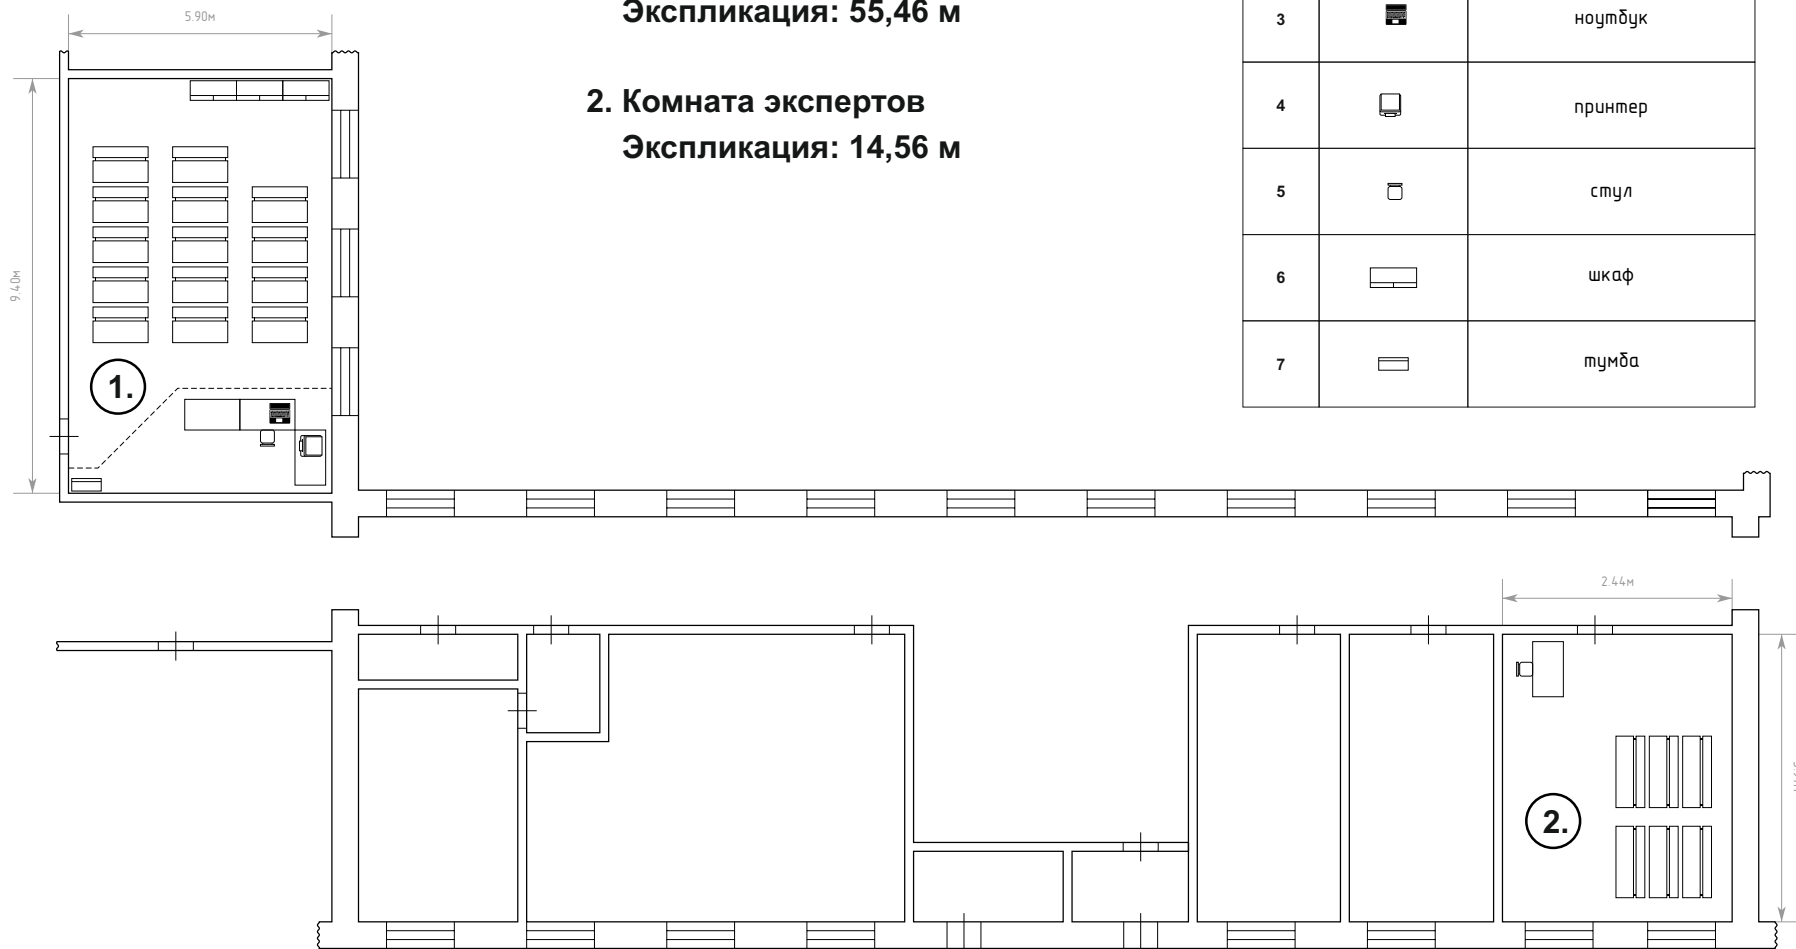 5.90м
Экспликация: 55,46 м
2. Комната экспертов
Экспликация: 14,56 м
3 ноутбук
4 принтер
5 стул
6 шкаф
7 тумба
9.40м
1.
2.44м
2.